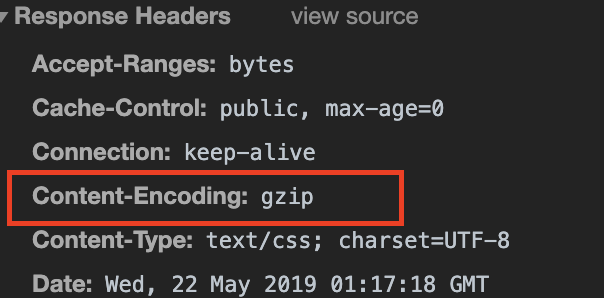 Response Headers view source
Accept-Ranges: bytes
Cache-Control: public, max-age=0
Connection: keep-alive
Content-Encoding: gzip
Content-Type: text/css; charset=UTF-8
Date: Wed, 22 May 2019 01:17:18 GMT